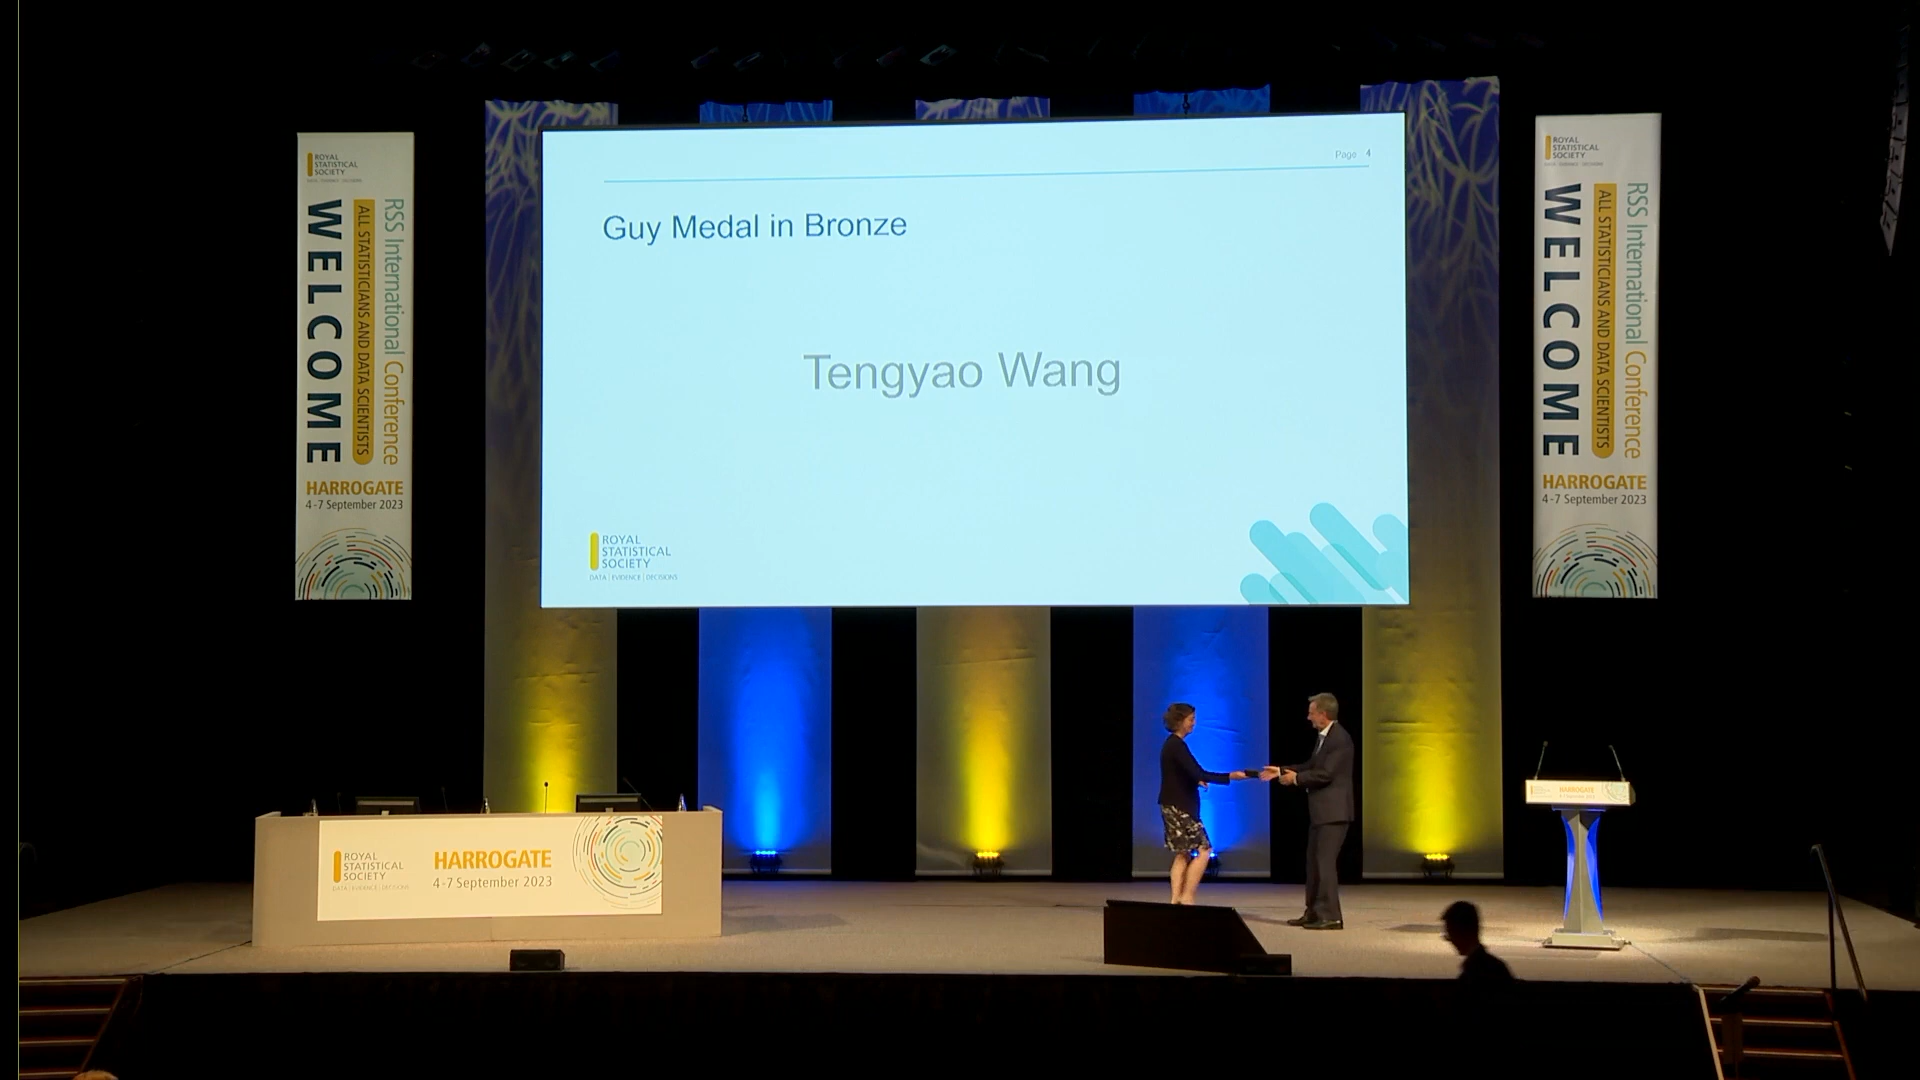 Page 4
Guy Medal in Bronze
Tengyao Wang
ROYAL
STATISTICAL
SOCIETY
DATA | EVIDENCE | DECISIONS
ROYAL
STATISTICAL
SOCIETY
WELCOME
ALL STATISTICIANS AND DATA SCIENTISTS
RSS International Conference
HARROGATE
4-7 September 2023
ROYAL
STATISTICAL
SOCIETY
WELCOME
ALL STATISTICIANS AND DATA SCIENTISTS
RSS International Conference
HARROGATE
4-7 September 2023
ROYAL
STATISTICAL
SOCIETY
DATA | EVIDENCE | DECISIONS
HARROGATE
4-7 September 2023
HARROGATE